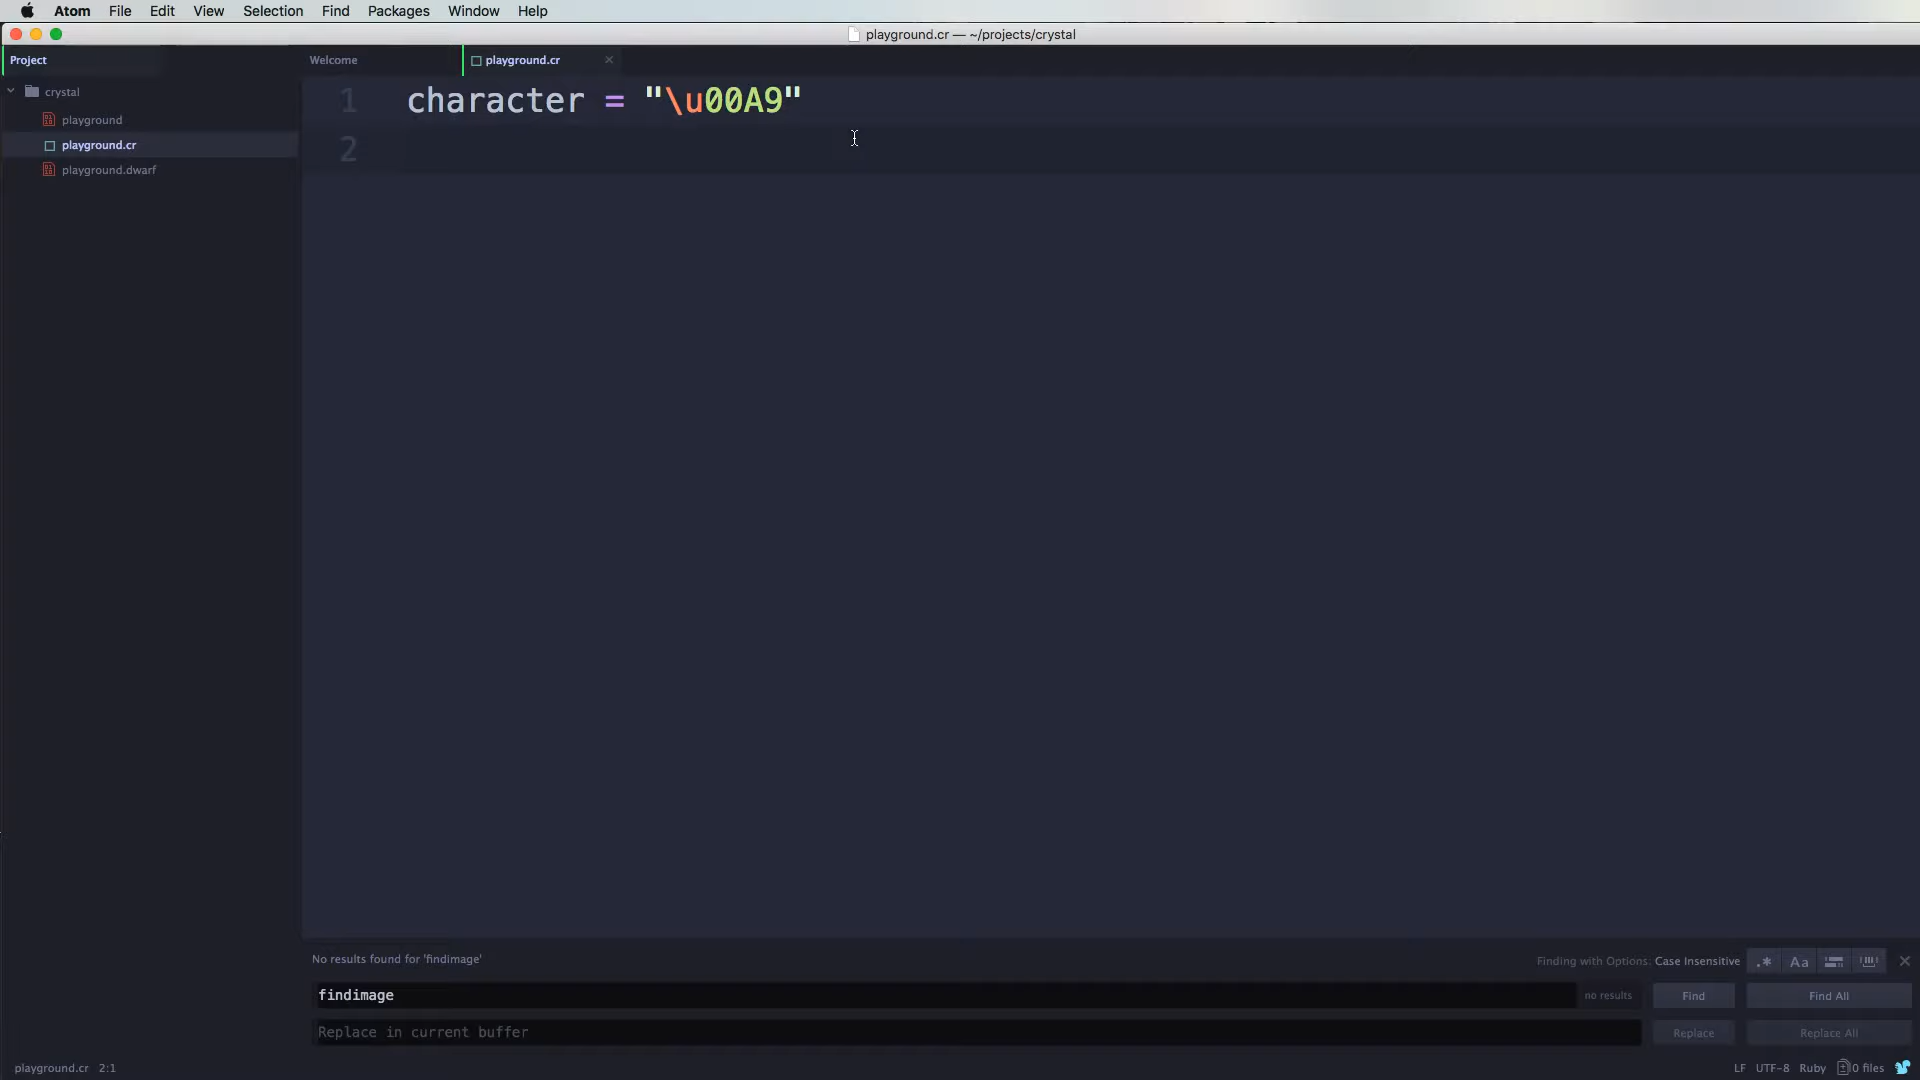 Atom File Edit View Selection Find Packages Window Help
playground.cr — ~/projects/crystal
Project
Welcome
playground.cr
crystal
playground
playground.cr
playground.dwarf
1 character = "\u00A9"
2
No results found for 'findimage'
Finding with Options: Case Insensitive
.* Aa
findimage
no results
Find
Find All
Replace in current buffer
Replace
Replace All
playground.cr 2:1
LF UTF-8 Ruby 0 files